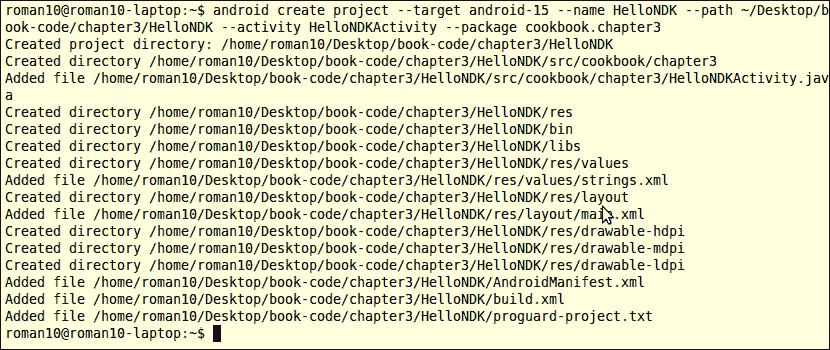 roman10@roman10-laptop:~$ android create project --target android-15 --name HelloNDK --path ~/Desktop/b
ook-code/chapter3/HelloNDK --activity HelloNDKActivity --package cookbook.chapter3
Created project directory: /home/roman10/Desktop/book-code/chapter3/HelloNDK
Created directory /home/roman10/Desktop/book-code/chapter3/HelloNDK/src/cookbook/chapter3
Added file /home/roman10/Desktop/book-code/chapter3/HelloNDK/src/cookbook/chapter3/HelloNDKActivity.jav
a
Created directory /home/roman10/Desktop/book-code/chapter3/HelloNDK/res
Created directory /home/roman10/Desktop/book-code/chapter3/HelloNDK/bin
Created directory /home/roman10/Desktop/book-code/chapter3/HelloNDK/libs
Created directory /home/roman10/Desktop/book-code/chapter3/HelloNDK/res/values
Added file /home/roman10/Desktop/book-code/chapter3/HelloNDK/res/values/strings.xml
Created directory /home/roman10/Desktop/book-code/chapter3/HelloNDK/res/layout
Added file /home/roman10/Desktop/book-code/chapter3/HelloNDK/res/layout/main.xml
Created directory /home/roman10/Desktop/book-code/chapter3/HelloNDK/res/drawable-hdpi
Created directory /home/roman10/Desktop/book-code/chapter3/HelloNDK/res/drawable-mdpi
Created directory /home/roman10/Desktop/book-code/chapter3/HelloNDK/res/drawable-ldpi
Added file /home/roman10/Desktop/book-code/chapter3/HelloNDK/AndroidManifest.xml
Added file /home/roman10/Desktop/book-code/chapter3/HelloNDK/build.xml
Added file /home/roman10/Desktop/book-code/chapter3/HelloNDK/proguard-project.txt
roman10@roman10-laptop:~$